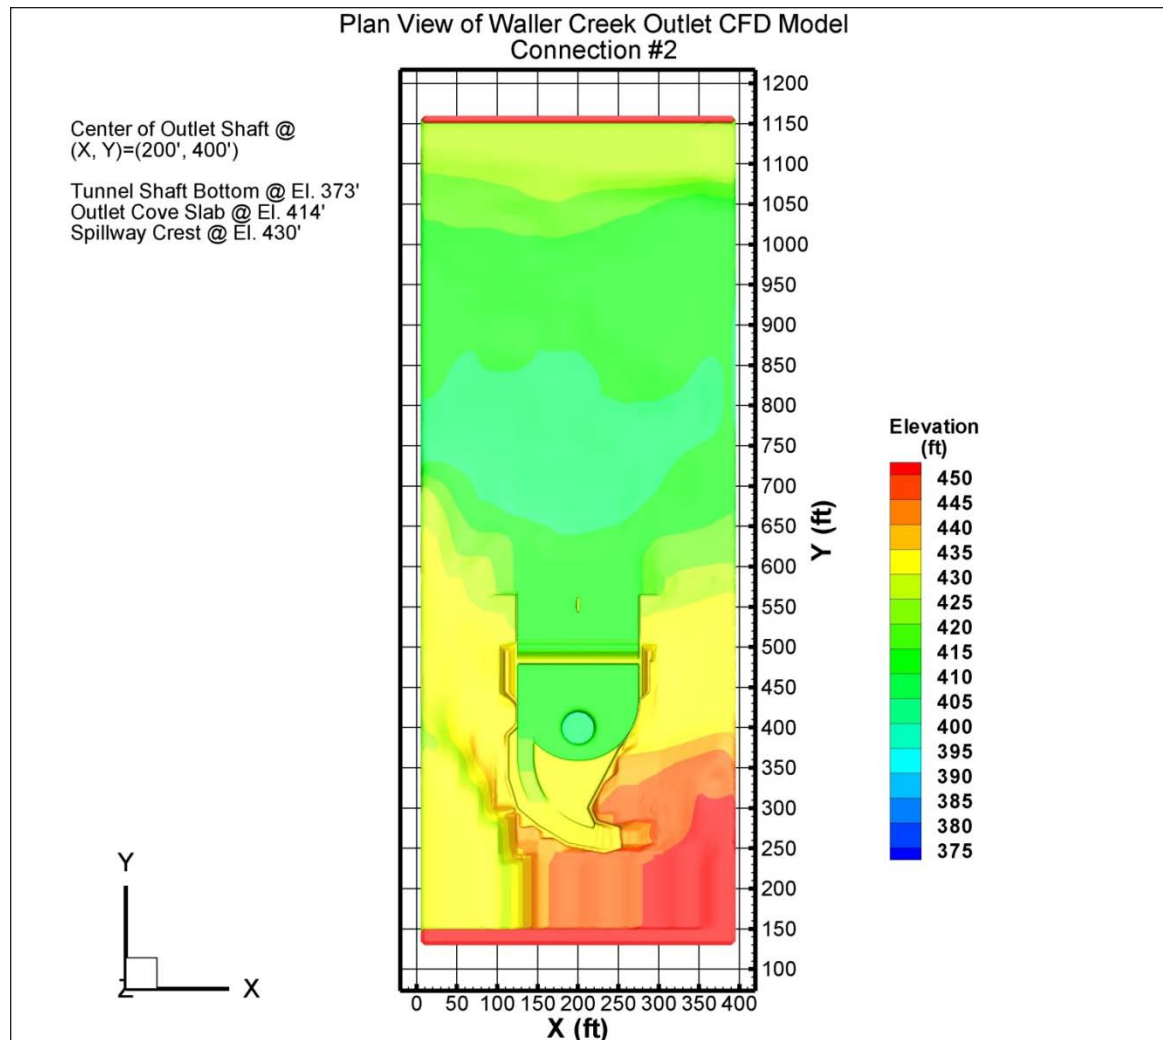 Plan View of Waller Creek Outlet CFD Model
Connection #2
Center of Outlet Shaft @
(X, Y)=(200', 400')
Tunnel Shaft Bottom @ El. 373'
Outlet Cove Slab @ El. 414'
Spillway Crest @ El. 430'
1200
1150
1100
1050
1000
950
900
850
800
750
700
650
600
550
500
450
400
350
300
250
200
150
100
Y (ft)
Elevation
(ft)
450
445
440
435
430
425
420
415
410
405
400
395
390
385
380
375
Y
Z
X
0 50 100 150 200 250 300 350 400
X (ft)